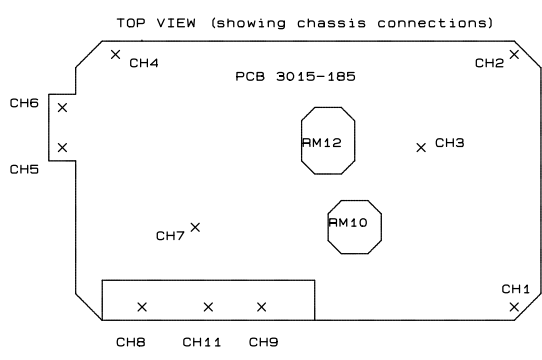 TOP VIEW (showing chassis connections)
CH4
CH2
PCB 3015-185
CH6
RM12
CH3
CH5
RM10
CH7
CH1
CH8
CH11
CH9